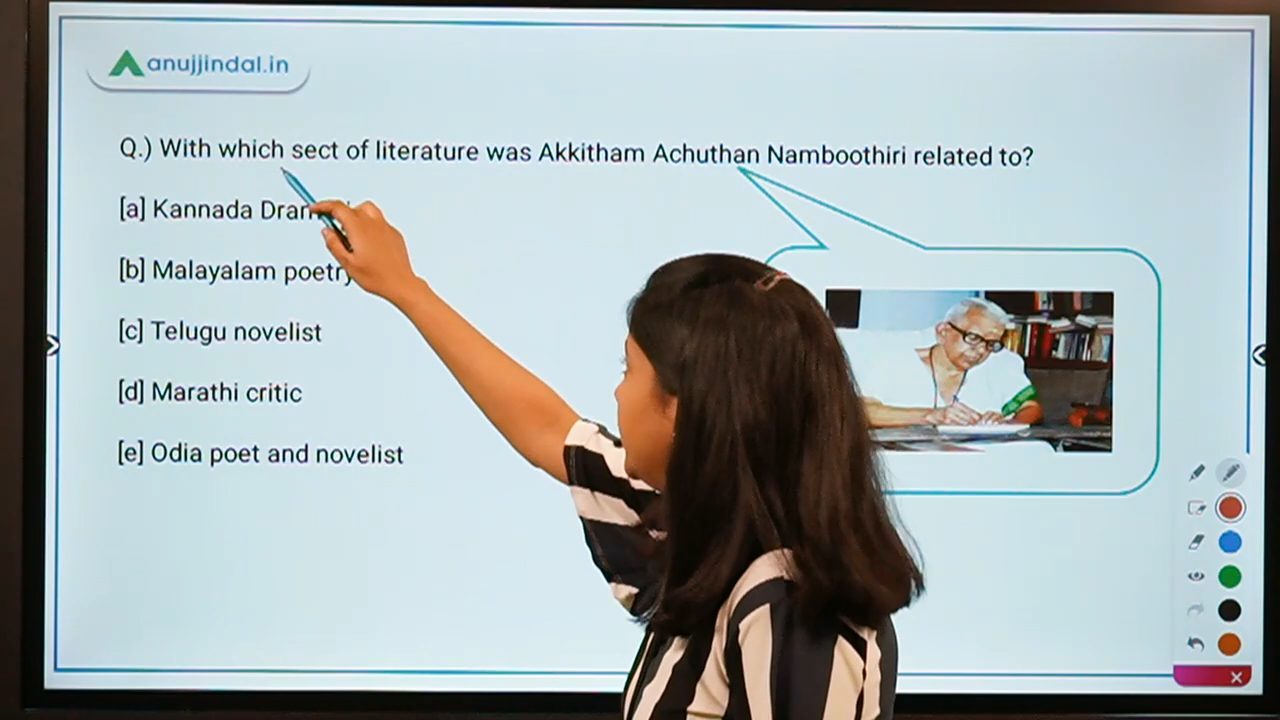 anujjindal.in
Q.) With which sect of literature was Akkitham Achuthan Namboothiri related to?
[a] Kannada
[b] Malayalam poetry
[c] Telugu novelist
[d] Marathi critic
[e] Odia poet and novelist